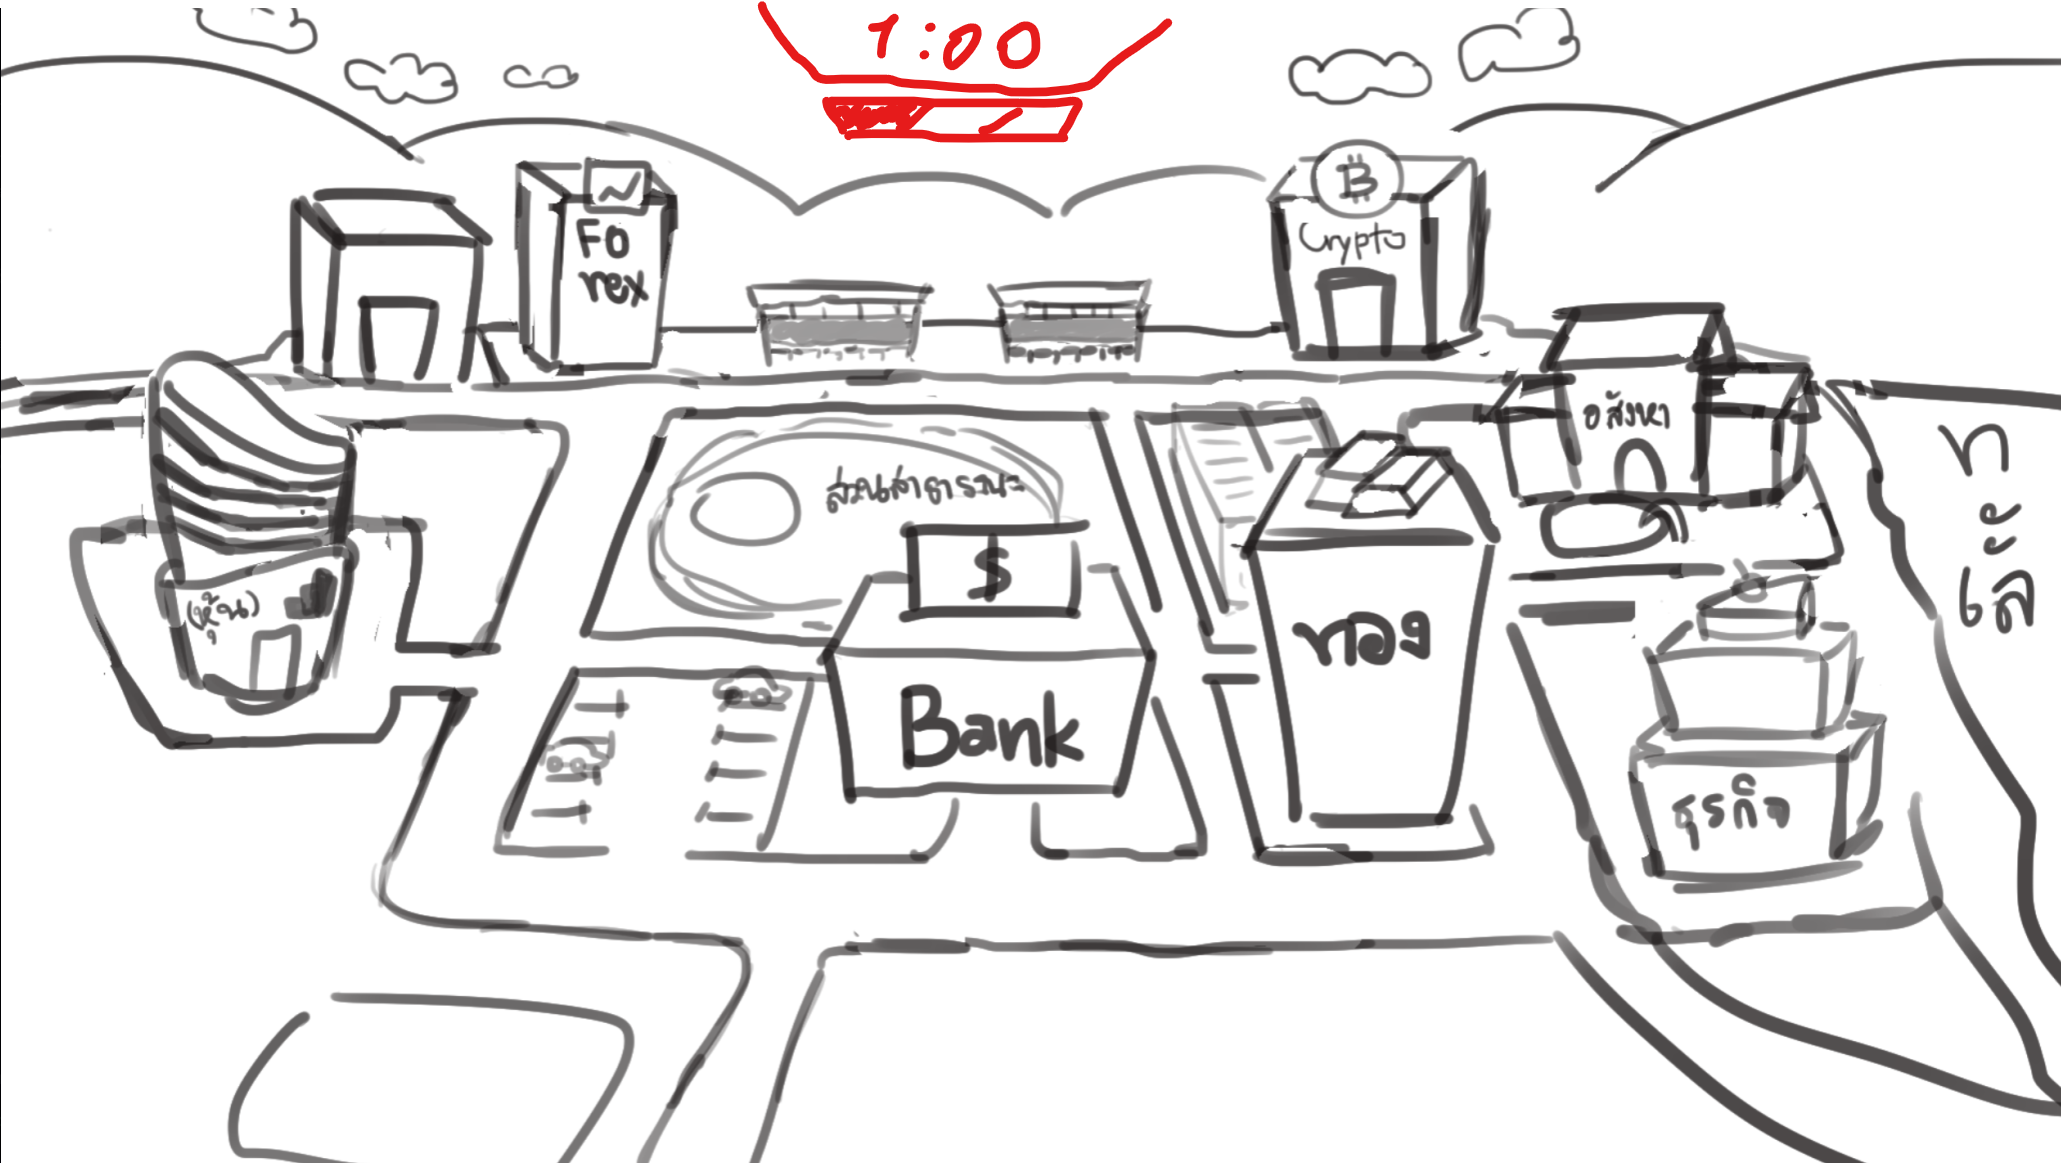 1:00
Fo
rex
₿
Crypto
อสังหา
ท
ะ
เล
สวนสาธารณะ
$
(หุ้น)
ทอง
Bank
ธุรกิจ